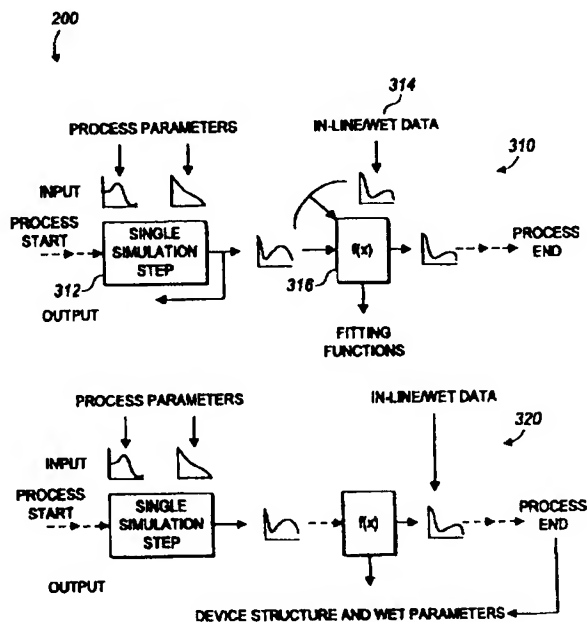 200
314
PROCESS PARAMETERS
IN-LINE/WET DATA
310
INPUT
PROCESS START
SINGLE SIMULATION STEP
f(x)
PROCESS END
312
316
OUTPUT
FITTING FUNCTIONS
PROCESS PARAMETERS
IN-LINE/WET DATA
320
INPUT
PROCESS START
SINGLE SIMULATION STEP
f(x)
PROCESS END
OUTPUT
DEVICE STRUCTURE AND WET PARAMETERS